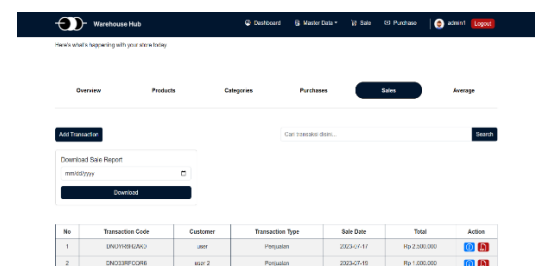 Warehouse Hub
Dashboard
Master Data
Sale
Purchase
admin1
Logout
Here's what's happening with your store today
Overview
Products
Categories
Purchases
Sales
Average
Add Transaction
Cari transaksi disini...
Search
Download Sale Report
mm/dd/yyyy
Download
No Transaction Code Customer Transaction Type Sale Date Total Action
1 user Penjualan 2023-07-17 Rp 2.500.000
2 user 2 Penjualan Rp 1.000.000